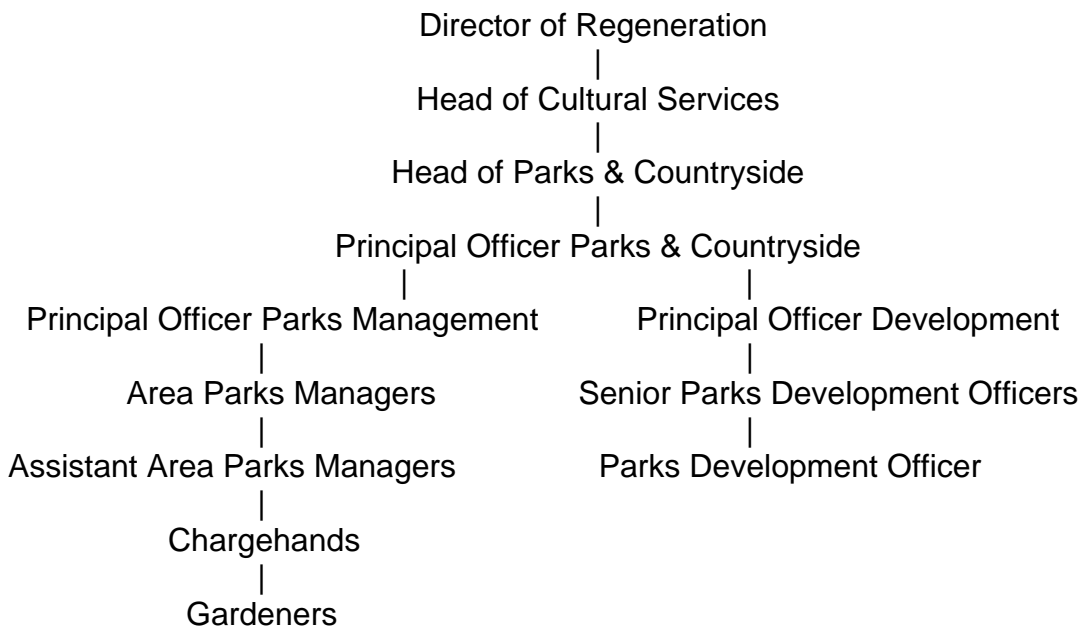 Director of Regeneration
Head of Cultural Services
Head of Parks & Countryside
Principal Officer Parks & Countryside
Principal Officer Parks Management Principal Officer Development
Area Parks Managers Senior Parks Development Officers
Assistant Area Parks Managers Parks Development Officer
Chargehands
Gardeners